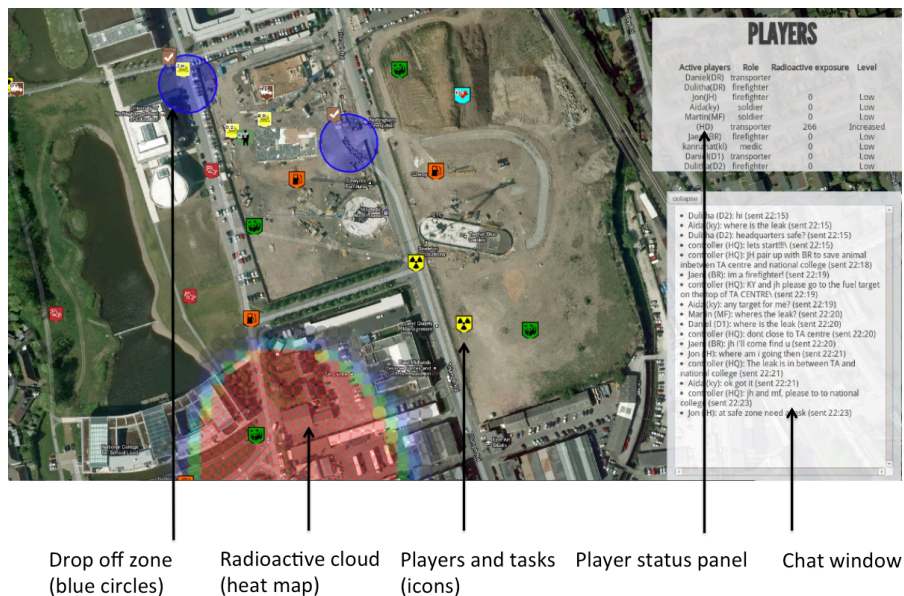 PLAYERS
Active players Role Radioactive exposure Level
Daniel(DR) transporter
Dulitha(DR) firefighter
Jon(JH) firefighter 0 Low
Aida(ky) soldier 0 Low
Martin(MF) soldier 0 Low
(HD) transporter 266 Increased
firefighter 0 Low
medic 0 Low
Daniel(D1) transporter 0 Low
Dulitha(D2) firefighter 0 Low
collapse
Dulitha (D2): hi (sent 22:15)
Aida(ky): where is the leak (sent 22:15)
Dulitha (D2): headquarters safe? (sent 22:15)
controller (HQ): lets start!!!\ (sent 22:15)
controller (HQ): JH pair up with BR to save animal
inbetween TA centre and national college (sent 22:18)
(BR): im a firefighter! (sent 22:19)
controller (HQ): KY and jh please go to the fuel target
on the top of TA CENTRE\ (sent 22:19)
Aida(ky): any target for me? (sent 22:19)
Martin (MF): wheres the leak? (sent 22:20)
Daniel (D1): where is the leak (sent 22:20)
controller (HQ): dont close to TA centre (sent 22:20)
(BR): jh i'll come find u (sent 22:20)
Jon (JH): where am i going then (sent 22:21)
controller (HQ): The leak is in between TA and
national college (sent 22:21)
Aida(ky): ok got it (sent 22:21)
controller (HQ): jh and mf, please to to national
college (sent 22:23)
Jon (JH): at safe zone need a task (sent 22:23)
Drop off zone
(blue circles)
Radioactive cloud
(heat map)
Players and tasks
(icons)
Player status panel
Chat window